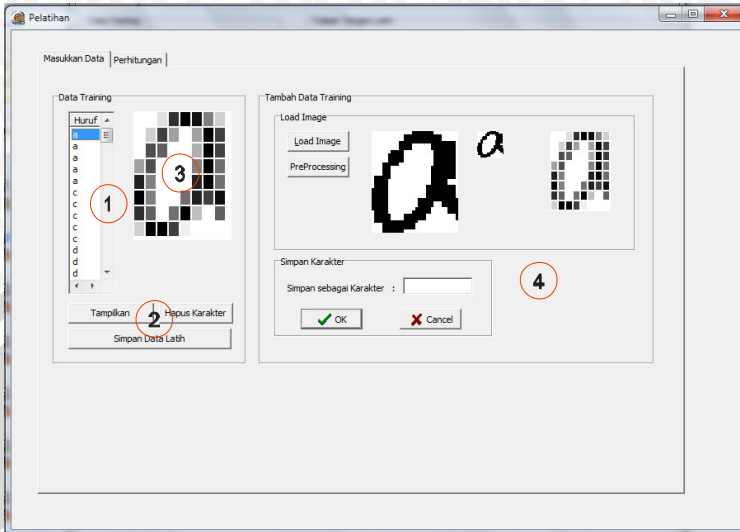 Pelatihan
Masukkan Data
Perhitungan
Data Training
Huruf
a
a
a
a
a
c
c
c
c
c
d
d
d
1
3
Tampilkan
2
Hapus Karakter
Simpan Data Latih
Tambah Data Training
Load Image
Load Image
PreProcessing
a
a
Simpan Karakter
Simpan sebagai Karakter :
OK
Cancel
4